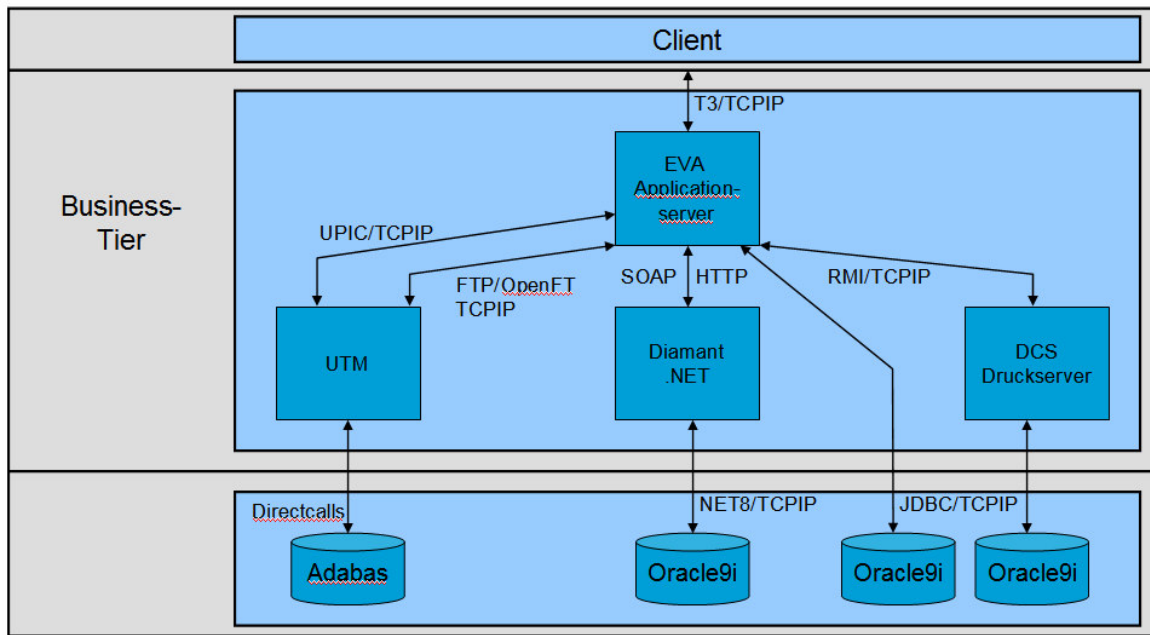 Client
T3/TCPIP
EVA
Application-
server
Business-
Tier
UPIC/TCPIP
FTP/OpenFT
TCPIP
SOAP
HTTP
RMI/TCPIP
UTM
Diamant
.NET
DCS
Druckserver
Directcalls
NET8/TCPIP
JDBC/TCPIP
Adabas
Oracle9i
Oracle9i
Oracle9i